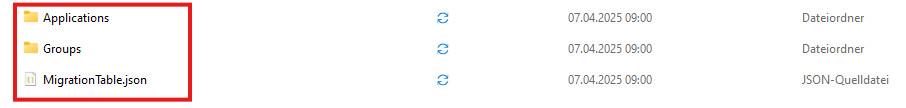 Applications 07.04.2025 09:00 Dateiordner
Groups 07.04.2025 09:00 Dateiordner
MigrationTable.json 07.04.2025 09:00 JSON-Quelldatei